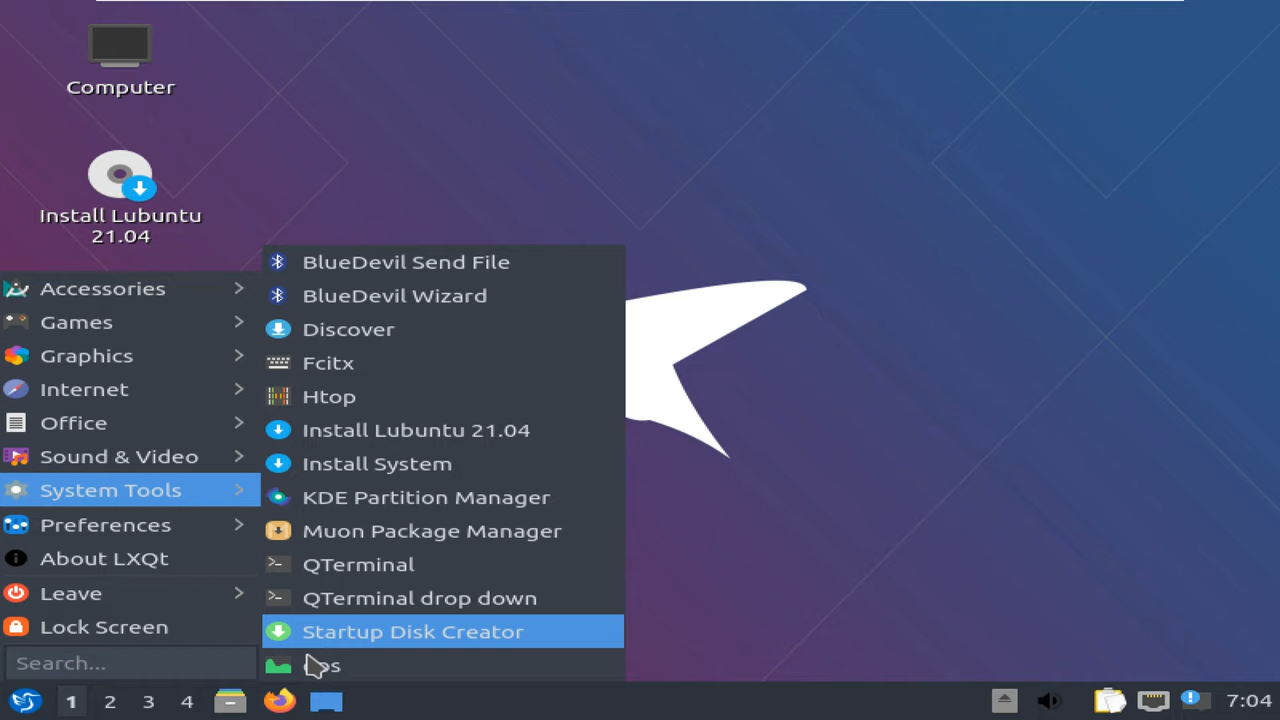 Computer
Install Lubuntu
21.04
Accessories
Games
Graphics
Internet
Office
Sound & Video
System Tools
Preferences
About LXQt
Leave
Lock Screen
Search...
BlueDevil Send File
BlueDevil Wizard
Discover
Fcitx
Htop
Install Lubuntu 21.04
Install System
KDE Partition Manager
Muon Package Manager
QTerminal
QTerminal drop down
Startup Disk Creator
1 2 3 4
7:04